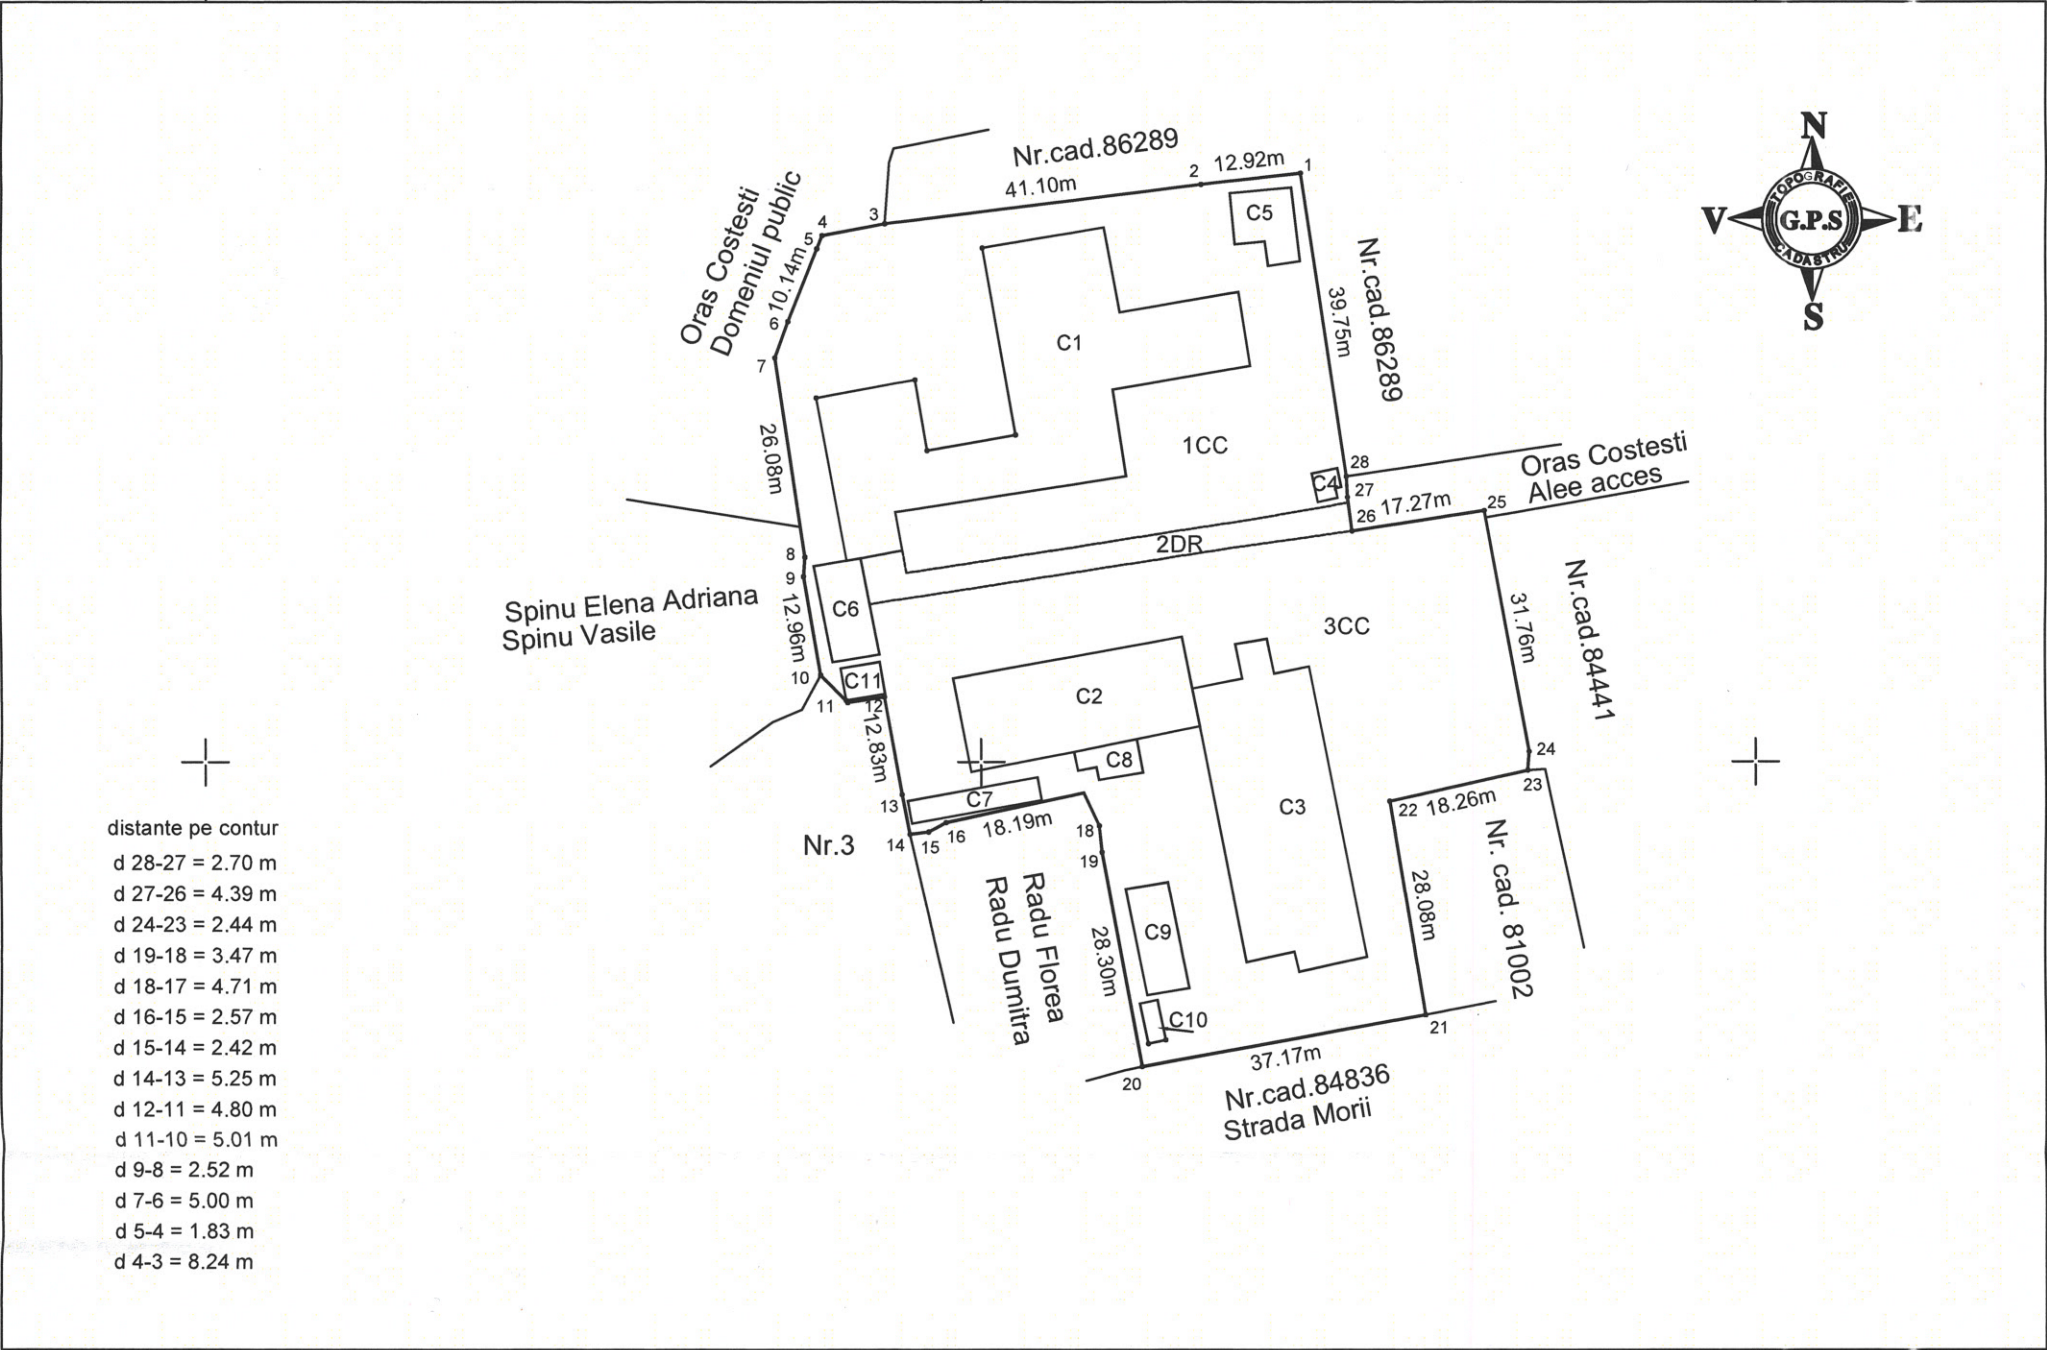 Nr.cad.86289
41.10m
2
12.92m
1
3
4
5
Oras Costesti
Domeniul public
10.14m
6
7
C5
C1
39.75m
Nr.cad.86289
N
V
E
S
TOPOGRAFIE
G.P.S
CADASTRU
26.08m
1CC
28
C4
27
26
17.27m
25
Oras Costesti
Alee acces
2DR
8
9
C6
12.96m
Spinu Elena Adriana
Spinu Vasile
10
C11
11
12
12.83m
3CC
31.76m
Nr.cad.84441
C2
C8
C7
C3
24
23
22
18.26m
13
14
15
16
18.19m
18
19
Nr.3
Radu Florea
Radu Dumitra
28.30m
C9
C10
28.08m
Nr. cad. 81002
21
20
37.17m
Nr.cad.84836
Strada Morii
distante pe contur
d 28-27 = 2.70 m
d 27-26 = 4.39 m
d 24-23 = 2.44 m
d 19-18 = 3.47 m
d 18-17 = 4.71 m
d 16-15 = 2.57 m
d 15-14 = 2.42 m
d 14-13 = 5.25 m
d 12-11 = 4.80 m
d 11-10 = 5.01 m
d 9-8 = 2.52 m
d 7-6 = 5.00 m
d 5-4 = 1.83 m
d 4-3 = 8.24 m